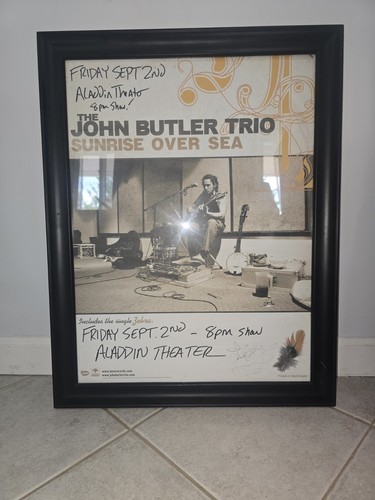 FRIDAY SEPT 2ND
ALADDIN Theater
8pm show!
THE
JOHN BUTLER TRIO
SUNRISE OVER SEA
Includes the single Zebra.
FRIDAY SEPT. 2ND - 8pm show
ALADDIN THEATER